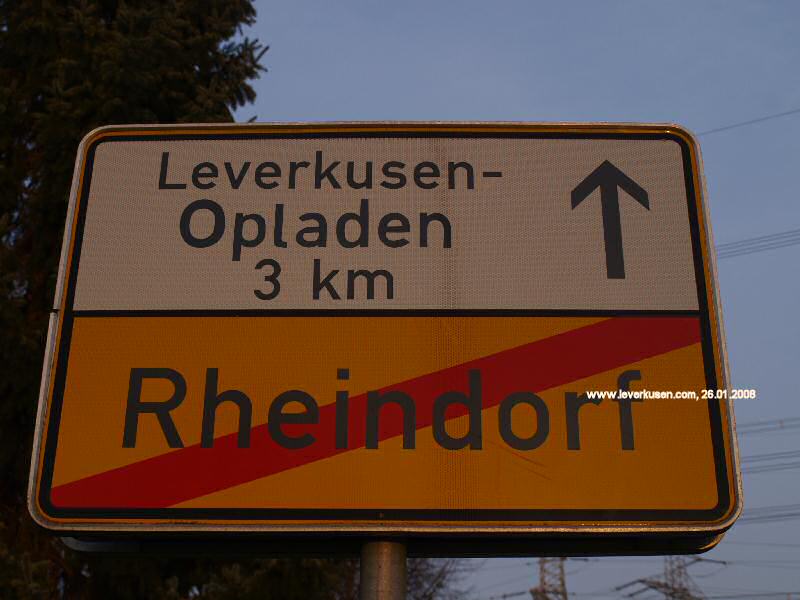 Leverkusen-
Opladen
3 km
Rheindorf
www.leverkusen.com, 26.01.2008